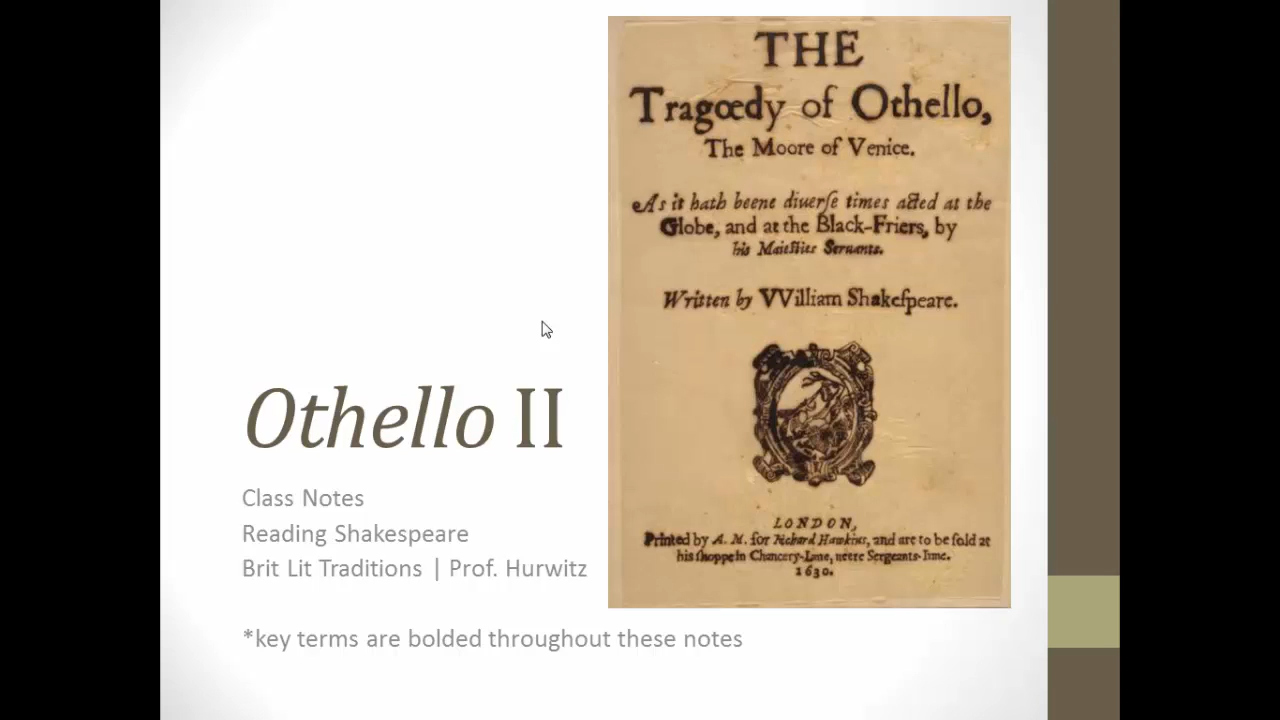 THE
Tragœdy of Othello,
The Moore of Venice.
As it hath beene diuerſe times acted at the
Globe, and at the Black-Friers, by
his Maieſties Seruants.
Written by VVilliam Shakeſpeare.
LONDON,
Printed by A. M. for Richard Hawkins, and are to be ſold at
his ſhoppe in Chancery-Lane, neere Sergeants-Inne.
1630.
Othello II
Class Notes
Reading Shakespeare
Brit Lit Traditions | Prof. Hurwitz
*key terms are bolded throughout these notes